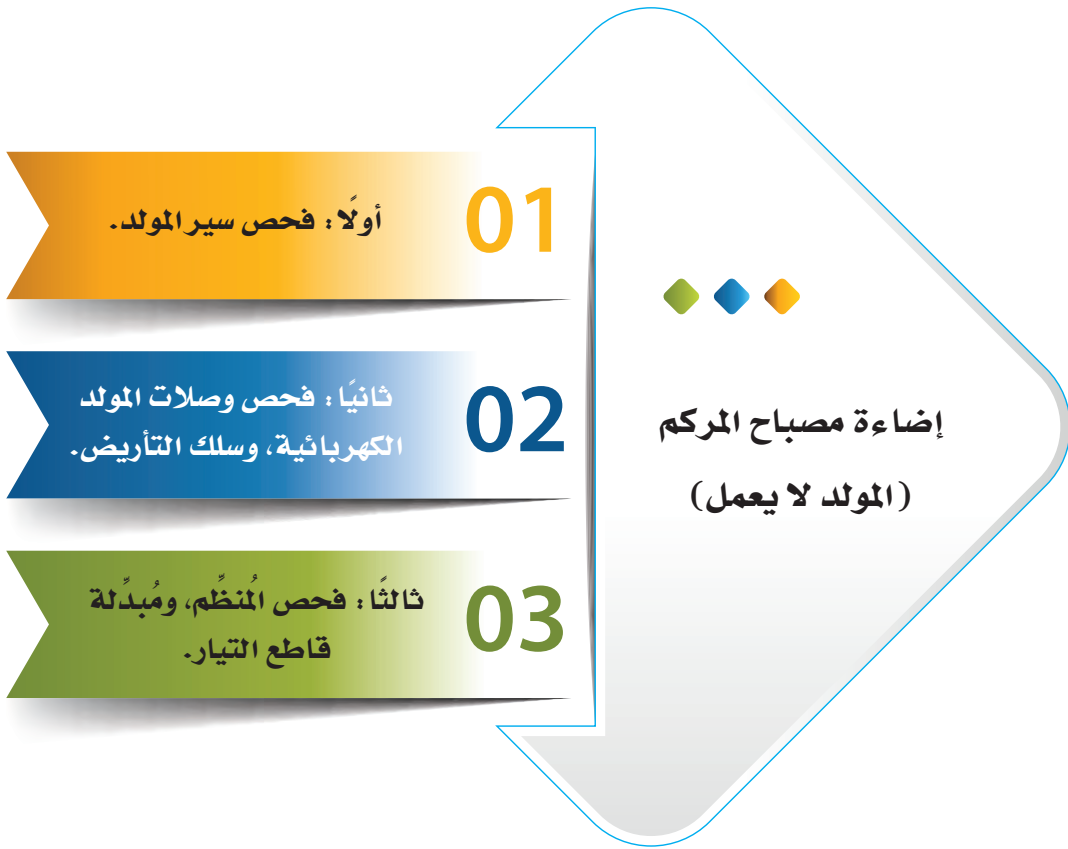 إضاءة مصباح المركم
(المولد لا يعمل)
01
أولًا: فحص سير المولد.
02
ثانيًا: فحص وصلات المولد
الكهربائية، وسلك التأريض.
03
ثالثًا: فحص المُنظِّم، ومُبدِّلة
قاطع التيار.